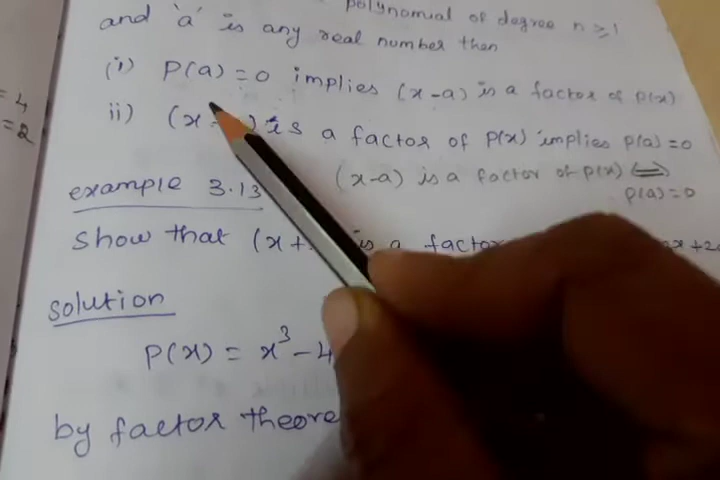 polynomial of degree n ≥ 1
= 4
= 2
and 'a' is any real number then
(i) P(a) = 0 implies (x-a) is a factor of P(x)
ii) (x - ) is a factor of P(x) implies P(a) = 0
(x-a) is a factor of P(x) ⟺
P(a) = 0
example 3.13
Show that (x+ is a factor x+2
solution
P(x) = x³ - 4
by factor theore